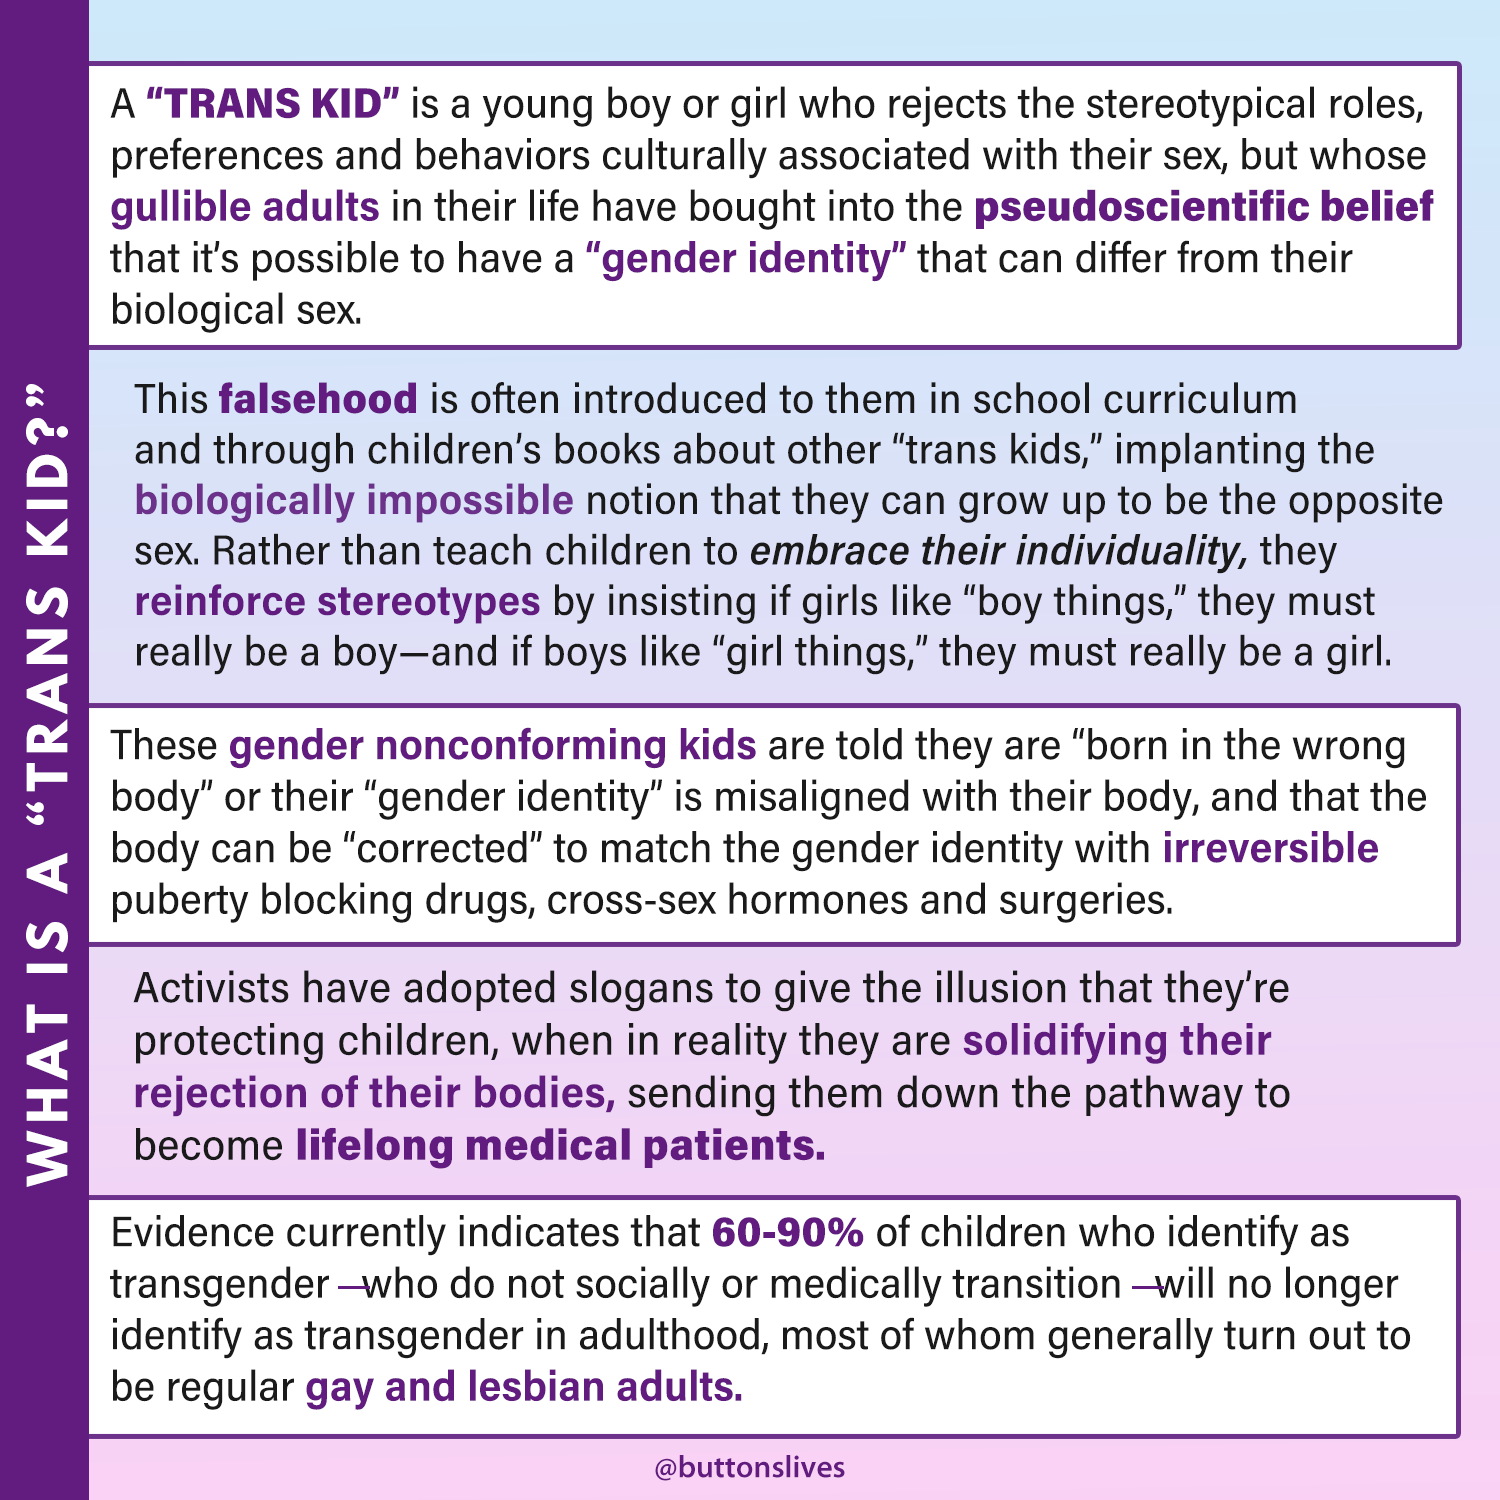 WHAT IS A “TRANS KID?”
A “TRANS KID” is a young boy or girl who rejects the stereotypical roles,
preferences and behaviors culturally associated with their sex, but whose
gullible adults in their life have bought into the pseudoscientific belief
that it’s possible to have a “gender identity” that can differ from their
biological sex.
This falsehood is often introduced to them in school curriculum
and through children’s books about other “trans kids,” implanting the
biologically impossible notion that they can grow up to be the opposite
sex. Rather than teach children to embrace their individuality, they
reinforce stereotypes by insisting if girls like “boy things,” they must
really be a boy—and if boys like “girl things,” they must really be a girl.
These gender nonconforming kids are told they are “born in the wrong
body” or their “gender identity” is misaligned with their body, and that the
body can be “corrected” to match the gender identity with irreversible
puberty blocking drugs, cross-sex hormones and surgeries.
Activists have adopted slogans to give the illusion that they’re
protecting children, when in reality they are solidifying their
rejection of their bodies, sending them down the pathway to
become lifelong medical patients.
Evidence currently indicates that 60-90% of children who identify as
transgender —who do not socially or medically transition —will no longer
identify as transgender in adulthood, most of whom generally turn out to
be regular gay and lesbian adults.
@buttonslives